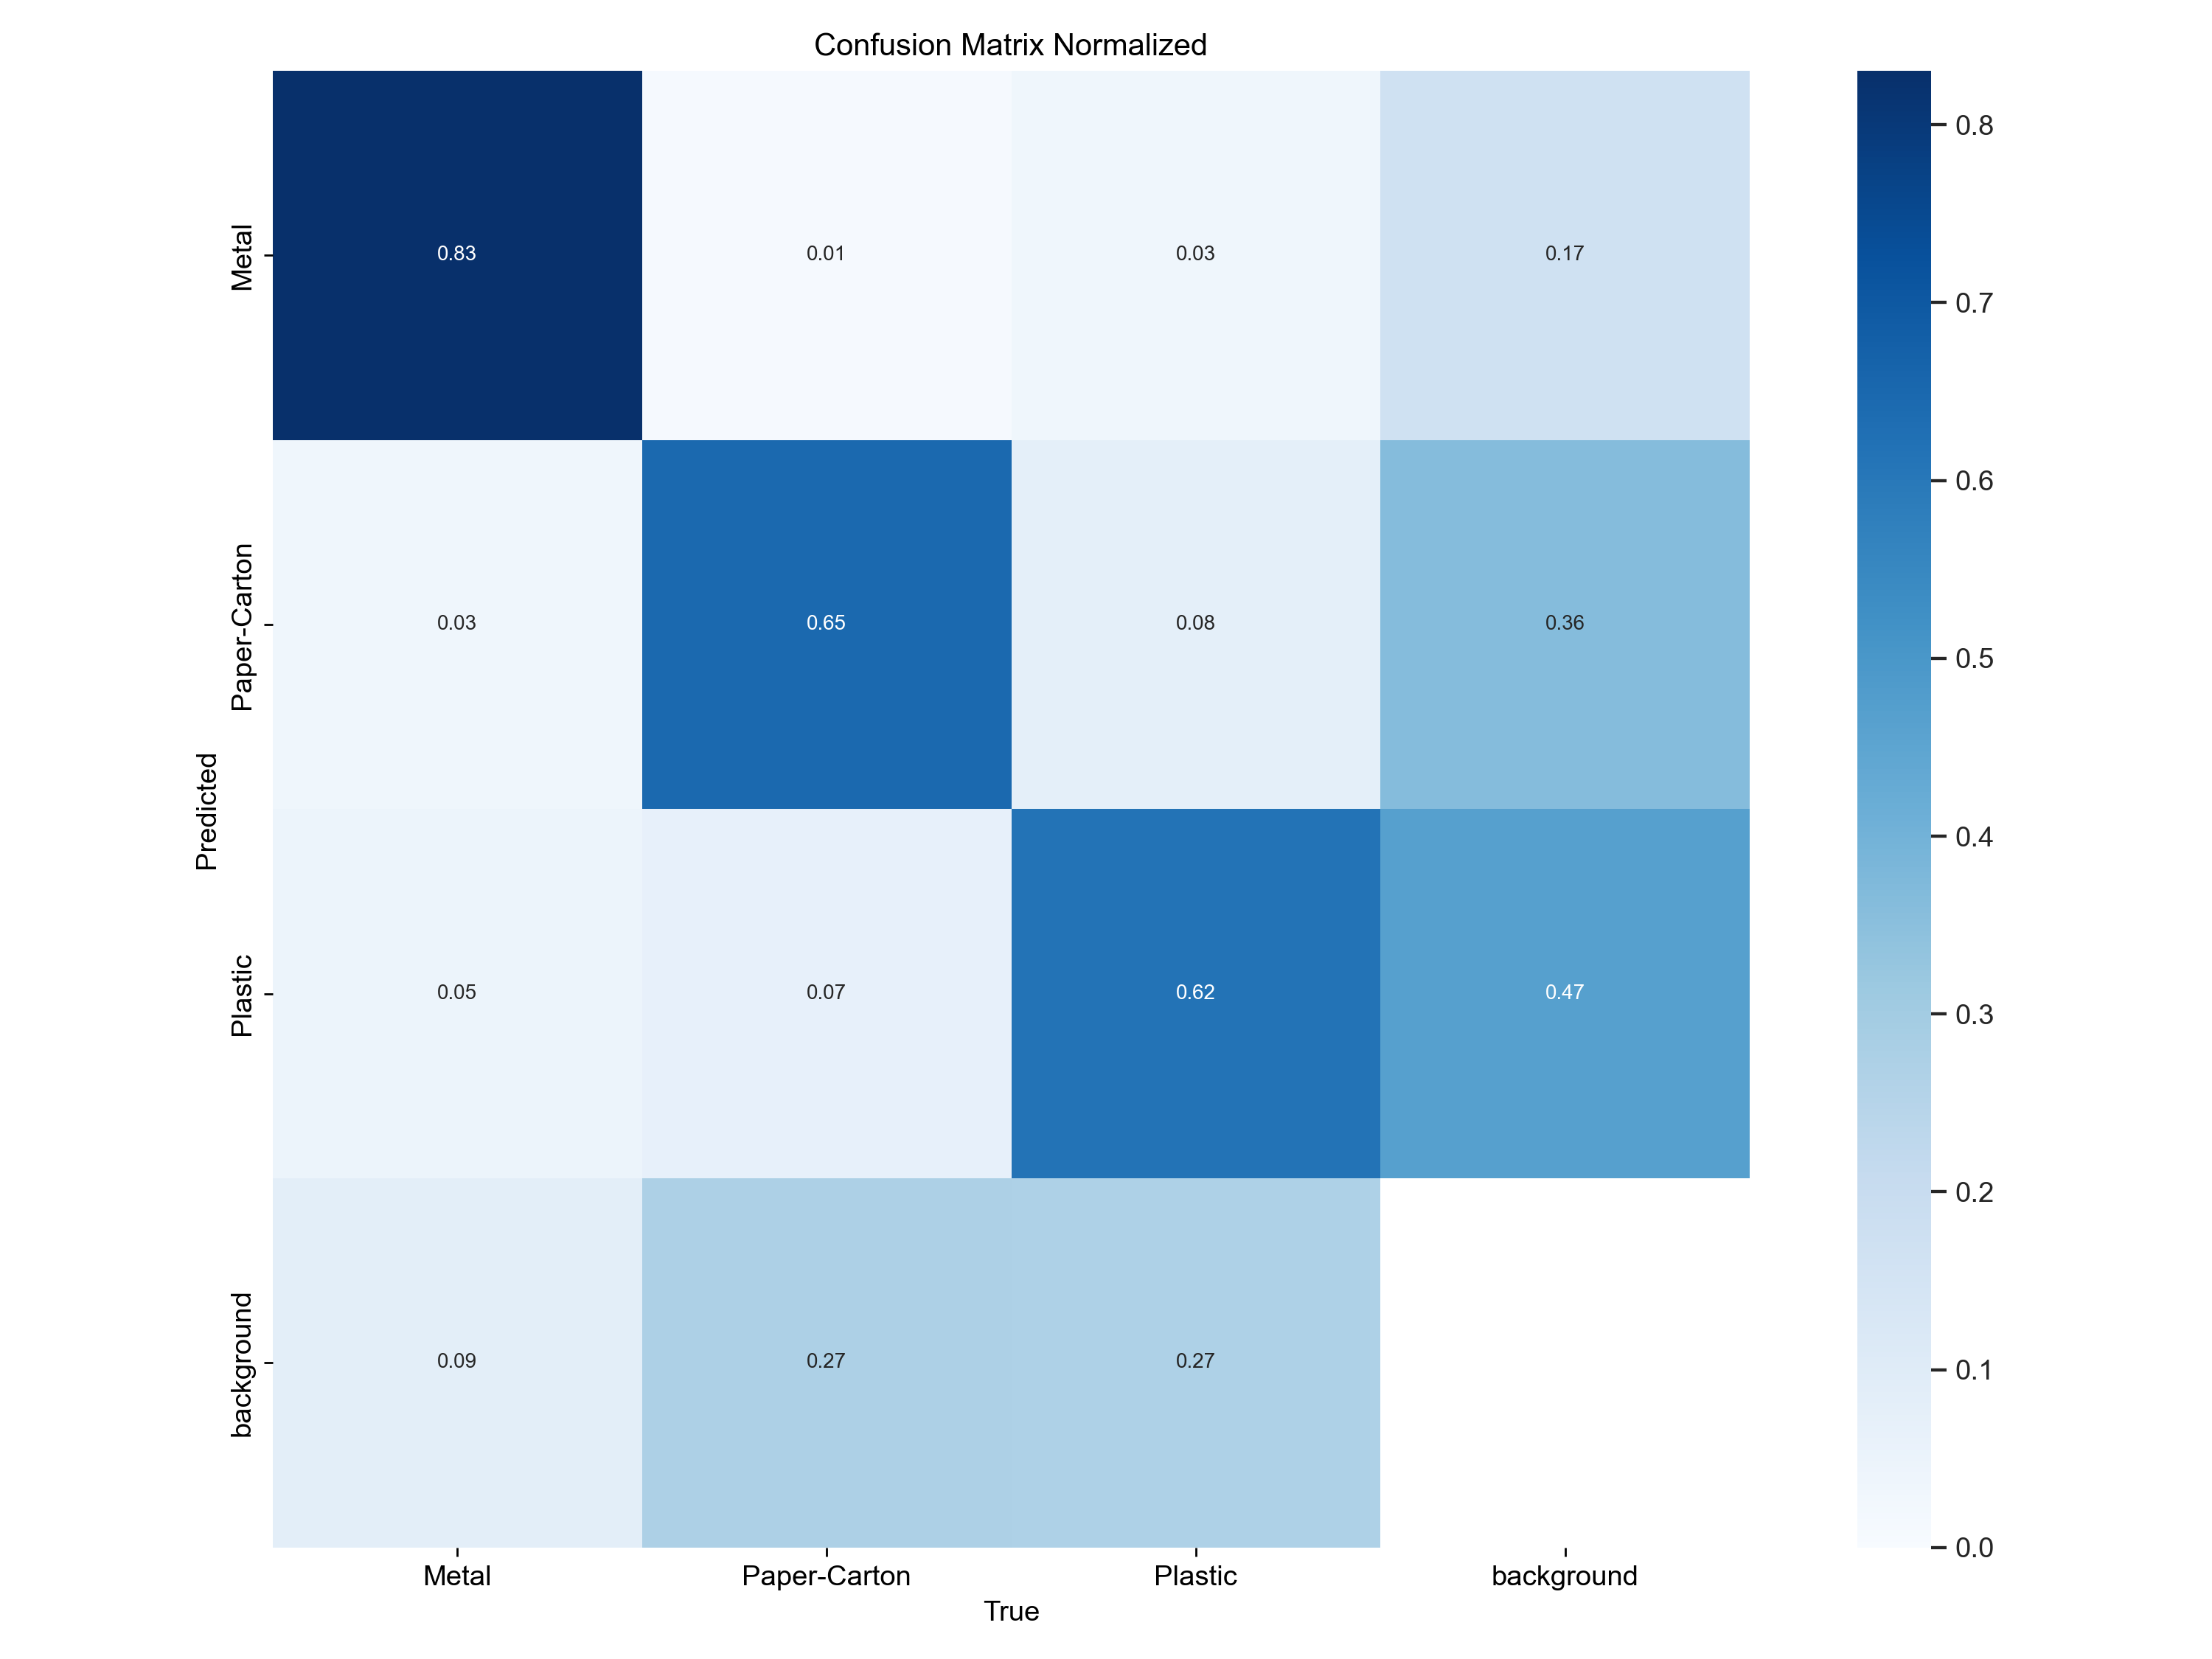 Confusion Matrix Normalized
Metal
0.83
0.01
0.03
0.17
Paper-Carton
0.03
0.65
0.08
0.36
Plastic
0.05
0.07
0.62
0.47
background
0.09
0.27
0.27
Predicted
Metal
Paper-Carton
Plastic
background
True
0.8
0.7
0.6
0.5
0.4
0.3
0.2
0.1
0.0